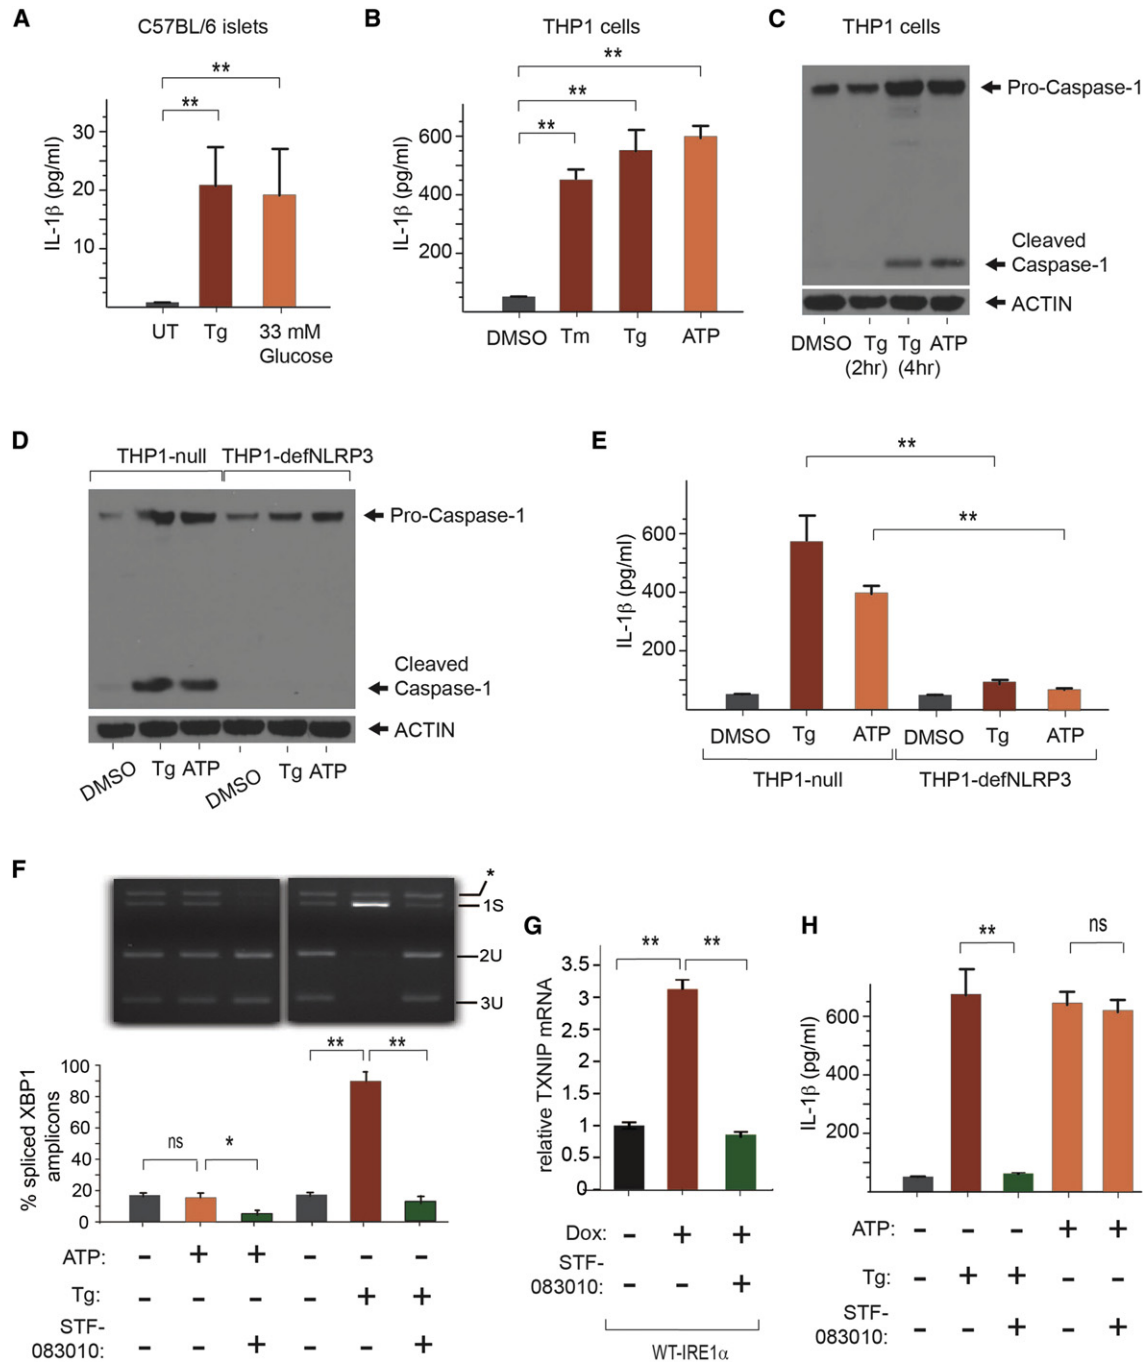 A
C57BL/6 islets
**
**
IL-1β (pg/ml)
30
20
10
UT Tg 33 mM
Glucose
B
THP1 cells
**
**
**
IL-1β (pg/ml)
600
400
200
DMSO Tm Tg ATP
C
THP1 cells
Pro-Caspase-1
Cleaved
Caspase-1
ACTIN
DMSO Tg Tg ATP
(2hr) (4hr)
D
THP1-null THP1-defNLRP3
Pro-Caspase-1
Cleaved
Caspase-1
ACTIN
DMSO Tg ATP DMSO Tg ATP
E
**
**
IL-1β (pg/ml)
600
400
200
DMSO Tg ATP DMSO Tg ATP
THP1-null THP1-defNLRP3
F
*
1S
2U
3U
% spliced XBP1
amplicons
100
80
60
40
20
0
ns * ** **
ATP: - + + - - -
Tg: - - - - + +
STF-
083010: - - + - - +
G
** **
relative TXNIP mRNA
3.5
3
2.5
2
1.5
1
0.5
0
Dox: - + +
STF-
083010: - - +
WT-IRE1α
H
** ns
IL-1β (pg/ml)
600
400
200
ATP: - - - + +
Tg: - + + - -
STF-
083010: - - + - +